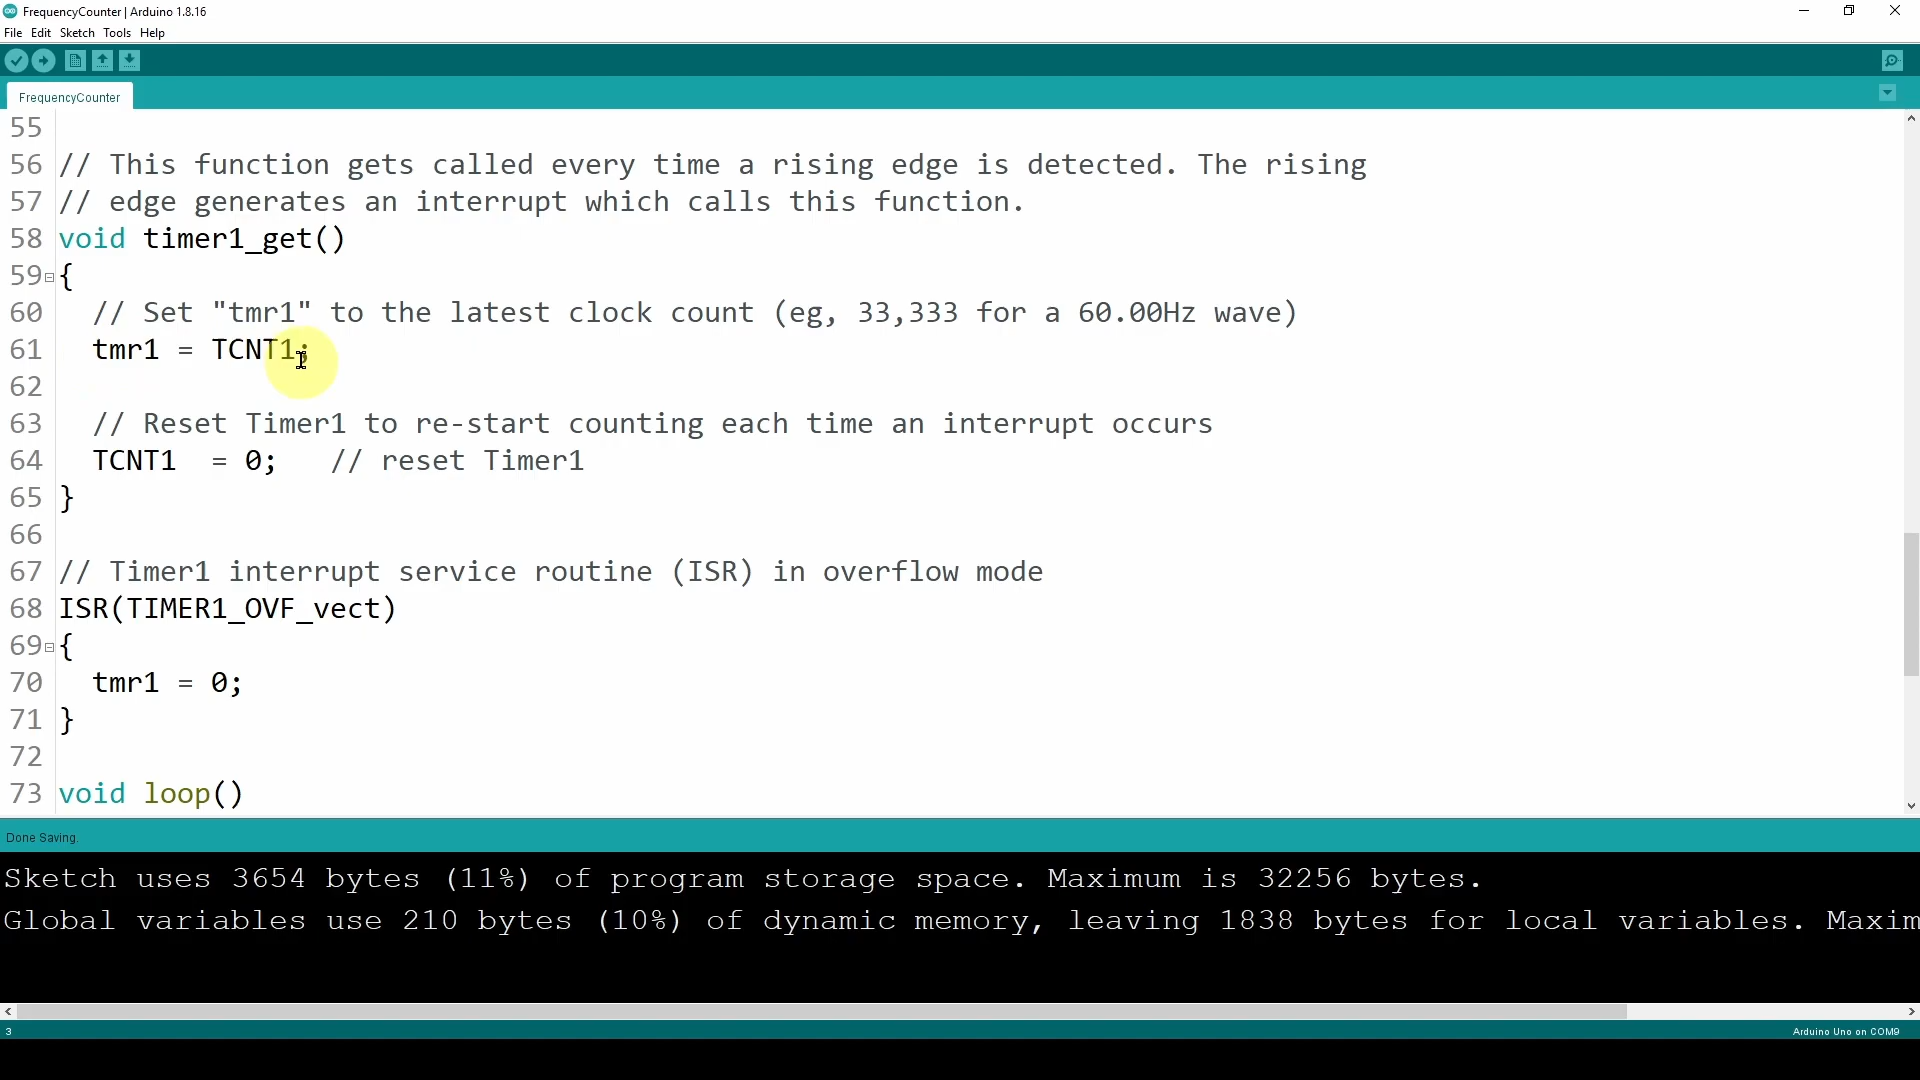 FrequencyCounter | Arduino 1.8.16
File Edit Sketch Tools Help
FrequencyCounter
55
56 // This function gets called every time a rising edge is detected. The rising
57 // edge generates an interrupt which calls this function.
58 void timer1_get()
59 {
60 // Set "tmr1" to the latest clock count (eg, 33,333 for a 60.00Hz wave)
61 tmr1 = TCNT1;
62
63 // Reset Timer1 to re-start counting each time an interrupt occurs
64 TCNT1 = 0; // reset Timer1
65 }
66
67 // Timer1 interrupt service routine (ISR) in overflow mode
68 ISR(TIMER1_OVF_vect)
69 {
70 tmr1 = 0;
71 }
72
73 void loop()
Done Saving.
Sketch uses 3654 bytes (11%) of program storage space. Maximum is 32256 bytes.
Global variables use 210 bytes (10%) of dynamic memory, leaving 1838 bytes for local variables. Maxim
3 Arduino Uno on COM9